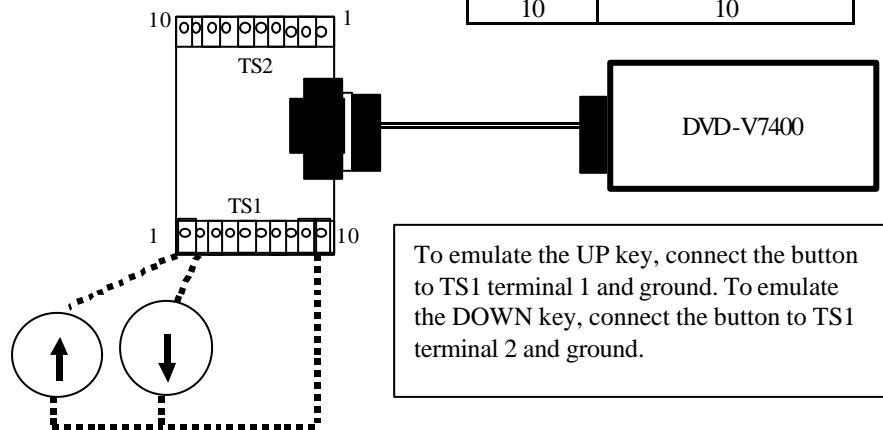 10 10
10 1
TS2
DVD-V7400
TS1
1 10
To emulate the UP key, connect the button
to TS1 terminal 1 and ground. To emulate
the DOWN key, connect the button to TS1
terminal 2 and ground.